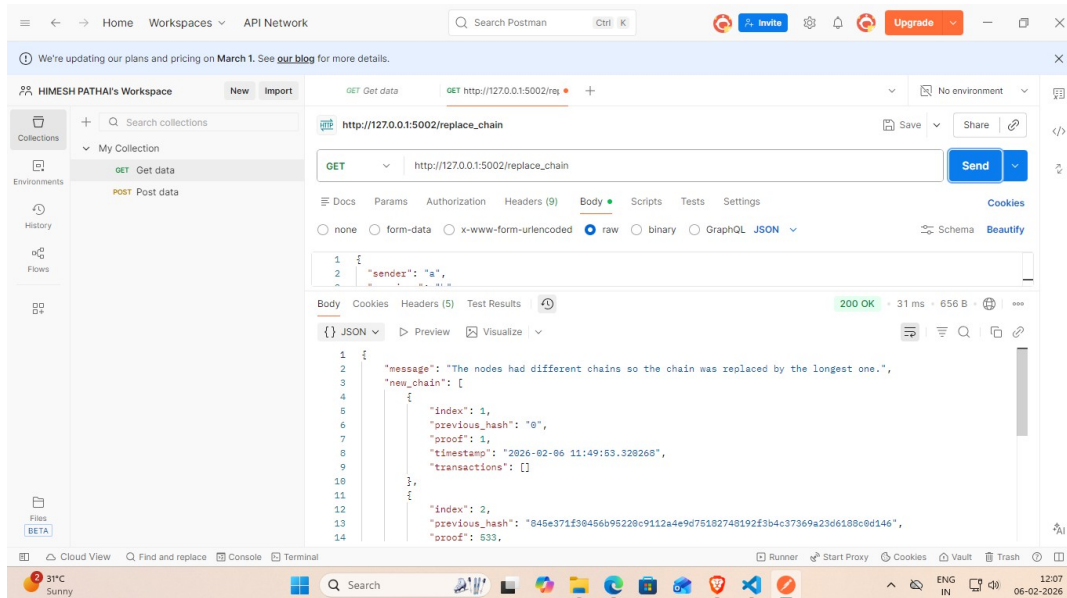 Home Workspaces API Network Search Postman Ctrl K Invite Upgrade
We're updating our plans and pricing on March 1. See our blog for more details.
HIMESH PATHAI's Workspace New Import GET Get data GET http://127.0.0.1:5002/rep No environment
Collections
Search collections
http://127.0.0.1:5002/replace_chain Save Share
My Collection
GET Get data
POST Post data
GET http://127.0.0.1:5002/replace_chain Send
Environments
History
Flows
Docs Params Authorization Headers (9) Body Scripts Tests Settings Cookies
none form-data x-www-form-urlencoded raw binary GraphQL JSON Schema Beautify
1 {
2 "sender": "a",
Body Cookies Headers (5) Test Results 200 OK 31 ms 656 B
{} JSON Preview Visualize
1 {
2 "message": "The nodes had different chains so the chain was replaced by the longest one.",
3 "new_chain": [
4 {
5 "index": 1,
6 "previous_hash": "0",
7 "proof": 1,
8 "timestamp": "2026-02-06 11:49:53.320268",
9 "transactions": []
10 },
11 {
12 "index": 2,
13 "previous_hash": "845e371f30456b95220c9112a4e9d75182748192f3b4c37369a23d6188c0d146",
14 "proof": 533,
Files
BETA
AI
Cloud View Find and replace Console Terminal Runner Start Proxy Cookies Vault Trash
2
31°C
Sunny
Search
ENG
IN
12:07
06-02-2026